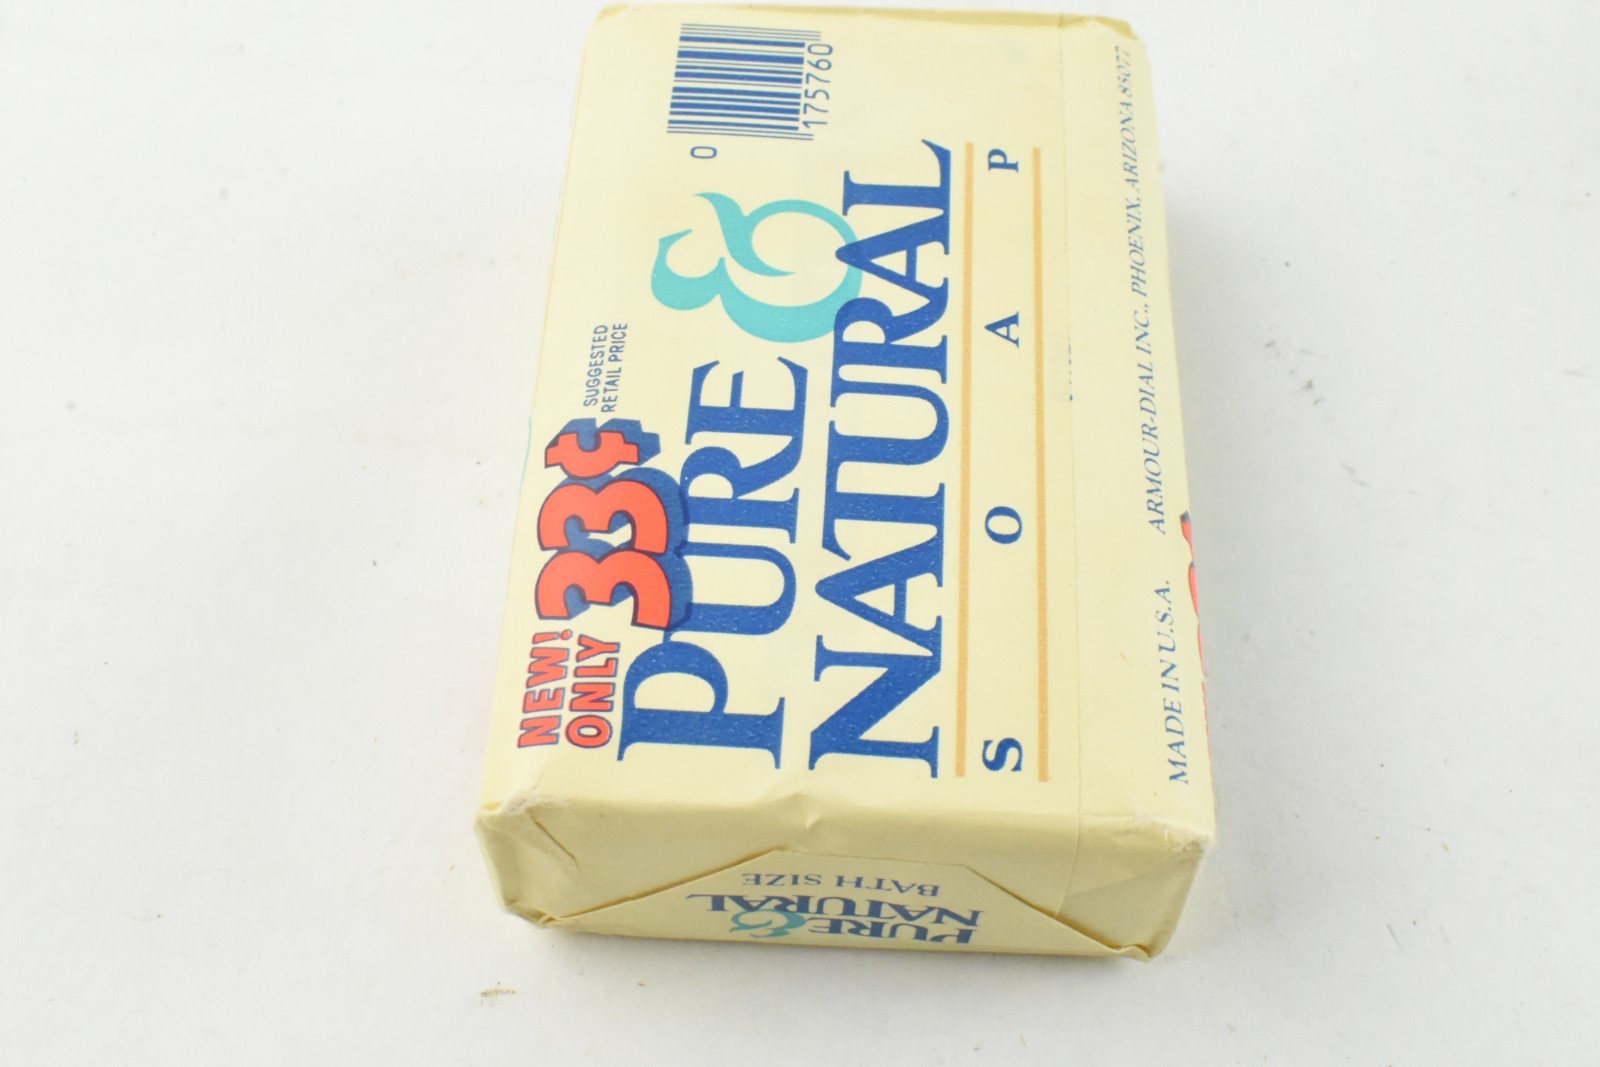 NEW!
ONLY
33¢
SUGGESTED
RETAIL PRICE
PURE &
NATURAL
SOAP
0
175760
MADE IN U.S.A. ARMOUR-DIAL INC., PHOENIX, ARIZONA 85077
PURE &
NATURAL
BATH SIZE